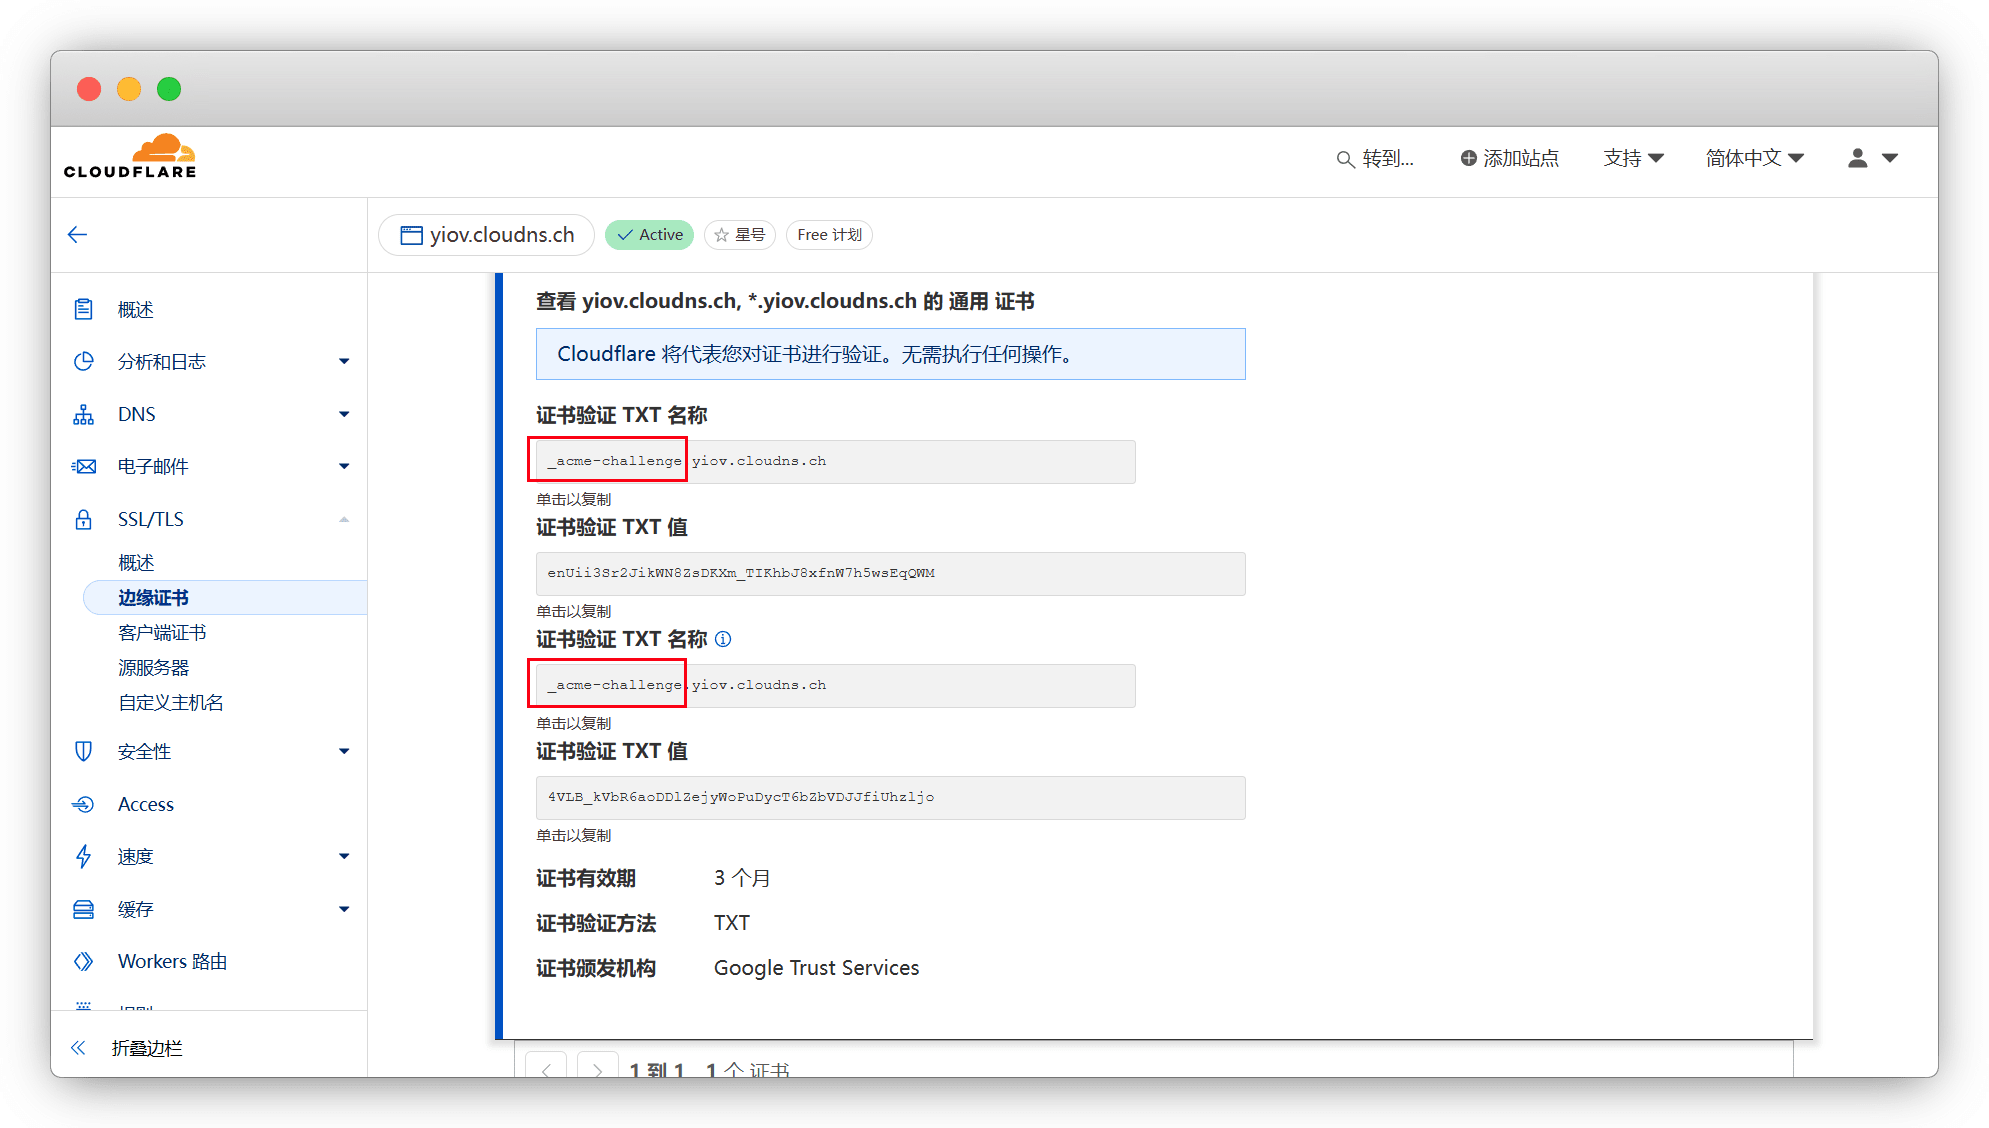 CLOUDFLARE
转到...
添加站点
支持
简体中文
yiov.cloudns.ch
Active
星号
Free 计划
概述
分析和日志
DNS
电子邮件
SSL/TLS
概述
边缘证书
客户端证书
源服务器
自定义主机名
安全性
Access
速度
缓存
Workers 路由
折叠边栏
查看 yiov.cloudns.ch, *.yiov.cloudns.ch 的 通用 证书
Cloudflare 将代表您对证书进行验证。无需执行任何操作。
证书验证 TXT 名称
_acme-challenge.yiov.cloudns.ch
单击以复制
证书验证 TXT 值
enUii3Sr2JikWN8ZsDKXm_TIKhbJ8xfnW7h5wsEqQWM
单击以复制
证书验证 TXT 名称
_acme-challenge.yiov.cloudns.ch
单击以复制
证书验证 TXT 值
4VLB_kVbR6aoDDlZejyWoPuDycT6bZbVDJJfiUhzljo
单击以复制
证书有效期 3 个月
证书验证方法 TXT
证书颁发机构 Google Trust Services
1 到 1 1 个 证书